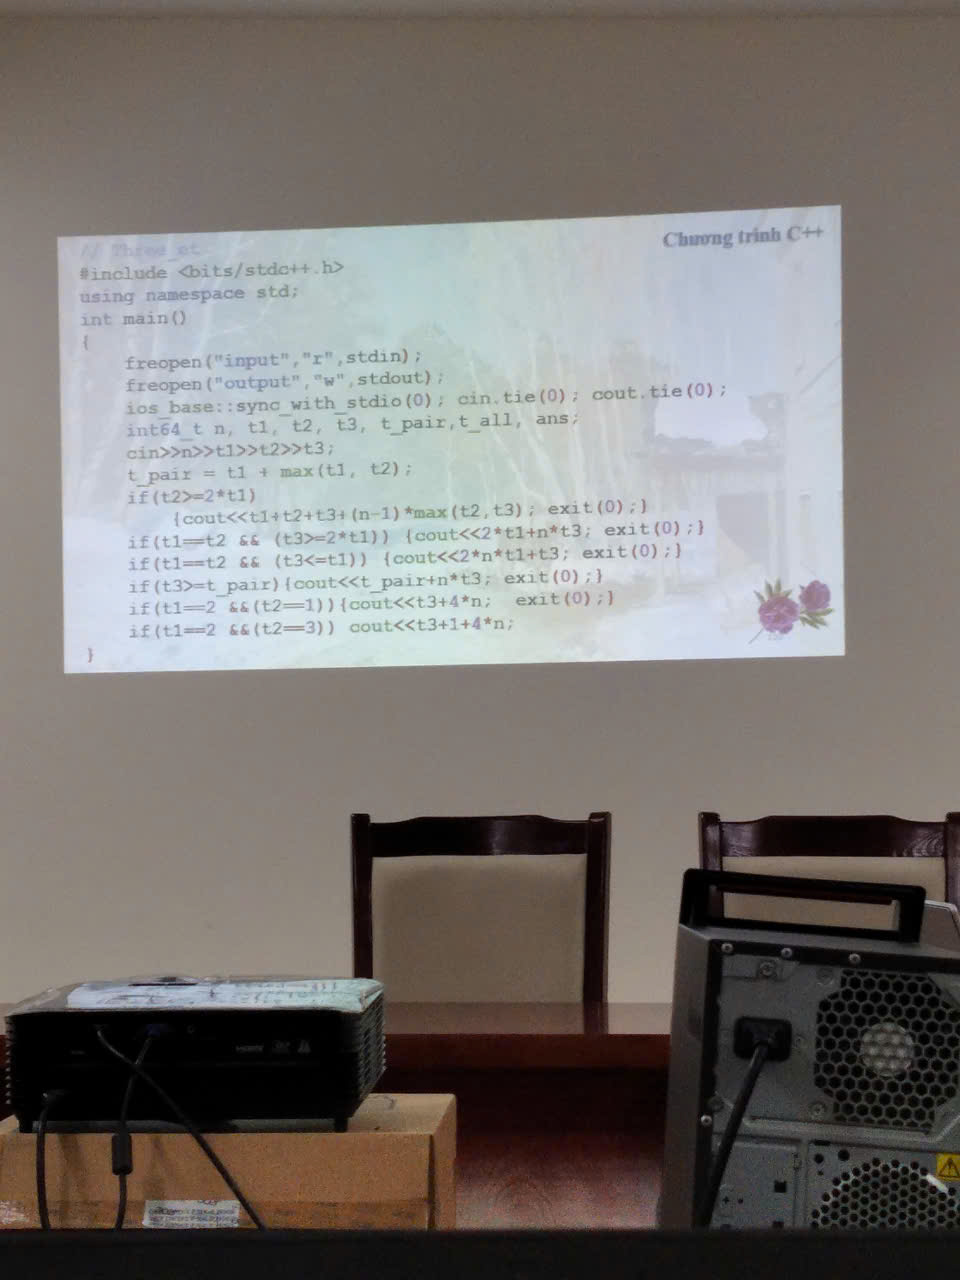 // Three_et
Chương trình C++
#include <bits/stdc++.h>
using namespace std;
int main()
{
freopen("input","r",stdin);
freopen("output","w",stdout);
ios_base::sync_with_stdio(0); cin.tie(0); cout.tie(0);
int64_t n, t1, t2, t3, t_pair,t_all, ans;
cin>>n>>t1>>t2>>t3;
t_pair = t1 + max(t1, t2);
if(t2>=2*t1)
{cout<<t1+t2+t3+(n-1)*max(t2,t3); exit(0);}
if(t1==t2 && (t3>=2*t1)) {cout<<2*t1+n*t3; exit(0);}
if(t1==t2 && (t3<=t1)) {cout<<2*n*t1+t3; exit(0);}
if(t3>=t_pair){cout<<t_pair+n*t3; exit(0);}
if(t1==2 &&(t2==1)){cout<<t3+4*n; exit(0);}
if(t1==2 &&(t2==3)) cout<<t3+1+4*n;
}